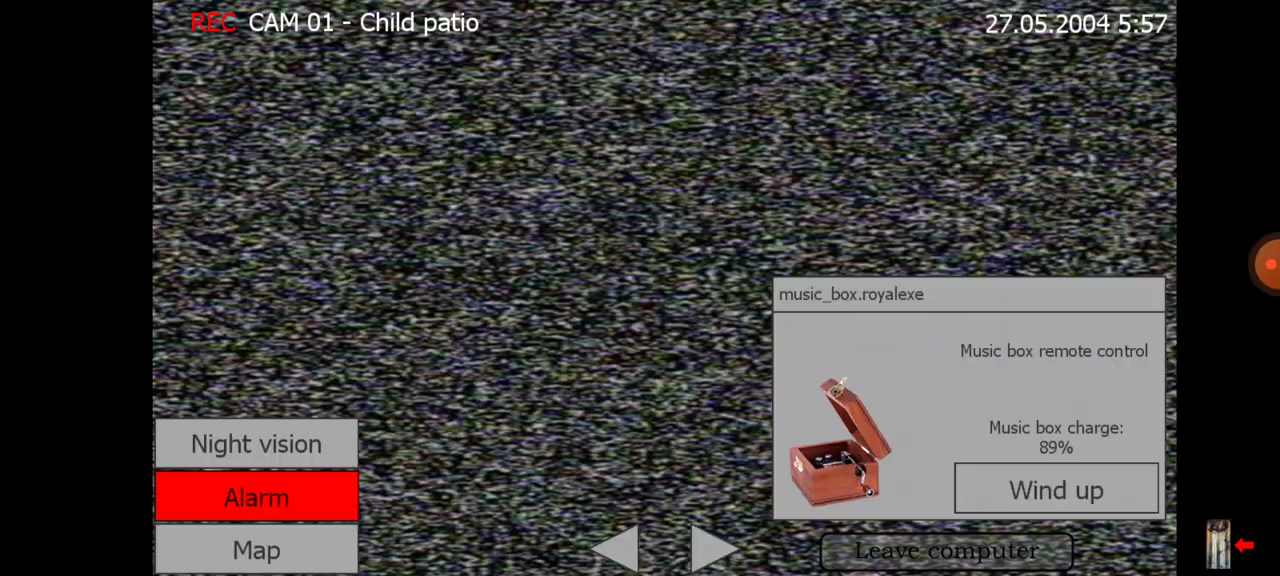 REC CAM 01 - Child patio
27.05.2004 5:57
music_box.royalexe
Music box remote control
Music box charge:
89%
Wind up
Night vision
Alarm
Map
Leave computer